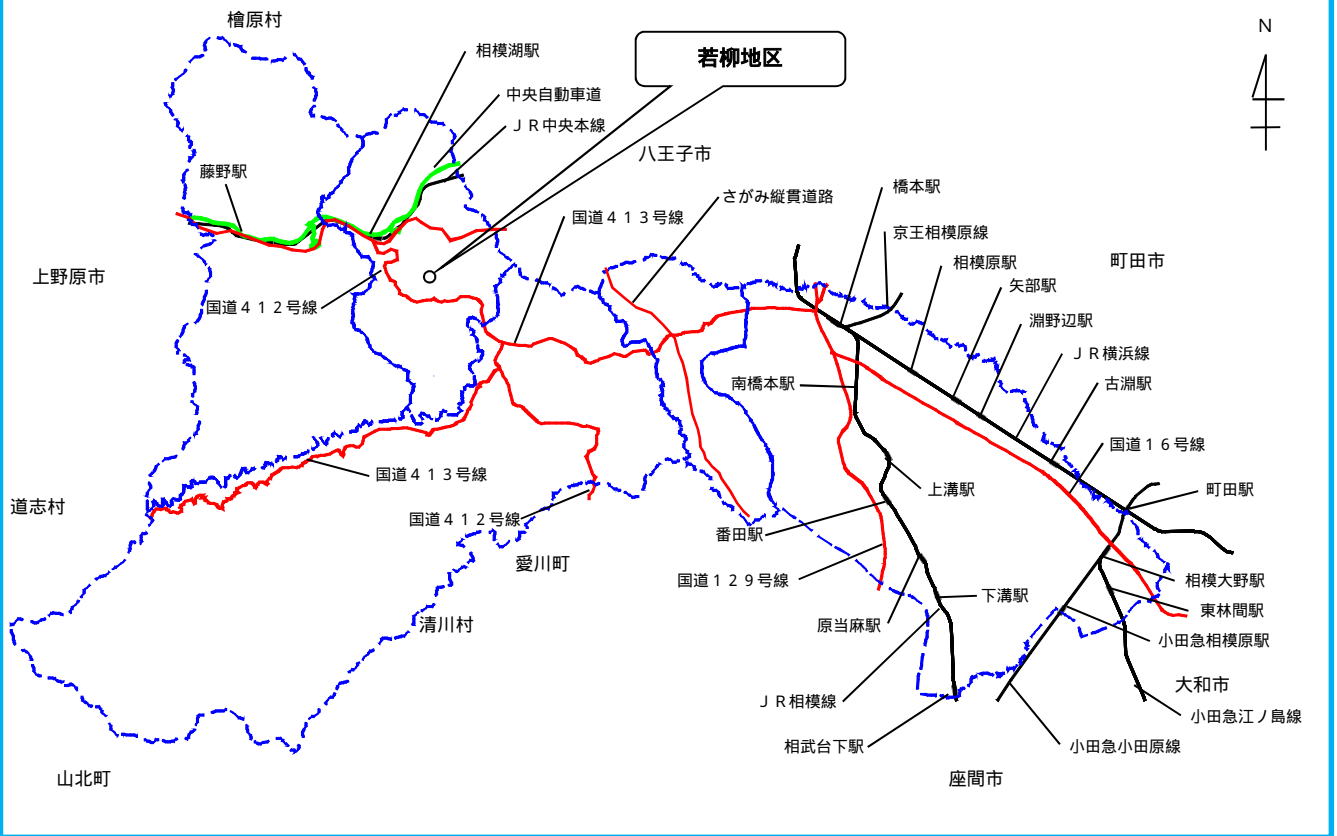 檜原村
Ｎ
相模湖駅
若柳地区
中央自動車道
ＪＲ中央本線
八王子市
藤野駅
さがみ縦貫道路
橋本駅
国道４１３号線
京王相模原線
相模原駅
町田市
上野原市
矢部駅
国道４１２号線
淵野辺駅
ＪＲ横浜線
南橋本駅
古淵駅
国道１６号線
国道４１３号線
上溝駅
町田駅
道志村
国道４１２号線
番田駅
愛川町
国道１２９号線
相模大野駅
下溝駅
東林間駅
清川村
原当麻駅
小田急相模原駅
大和市
ＪＲ相模線
小田急江ノ島線
相武台下駅
小田急小田原線
山北町
座間市